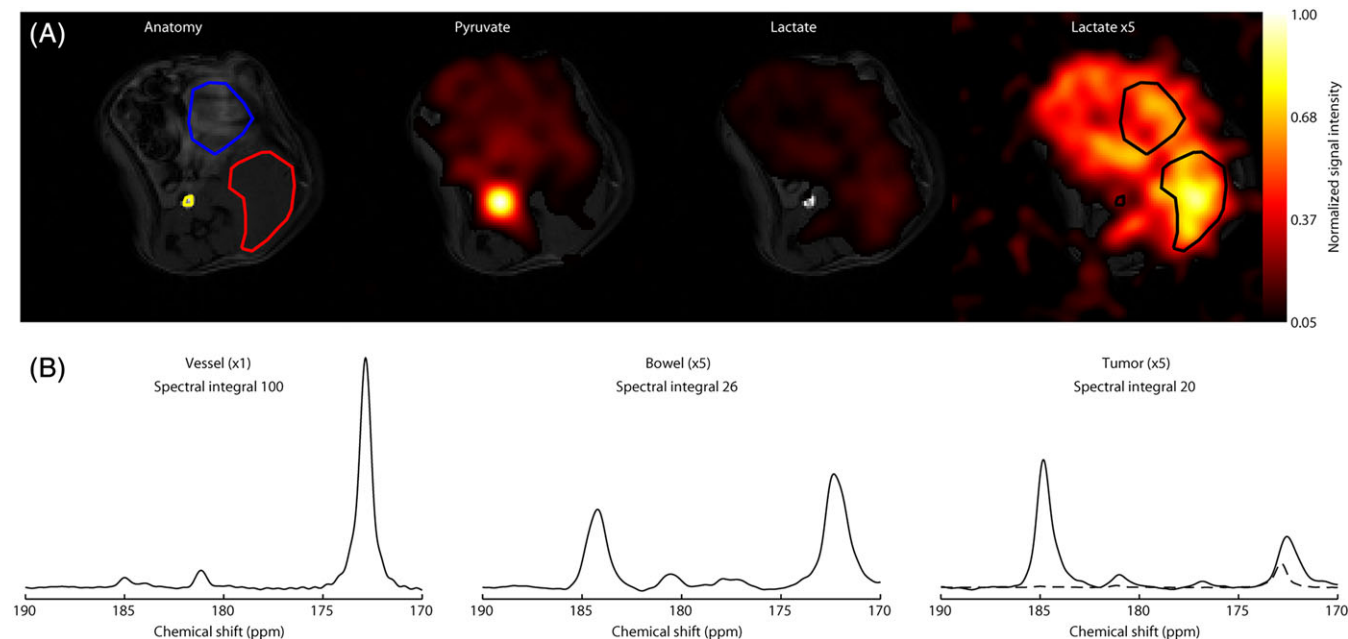 (A)
Anatomy
Pyruvate
Lactate
Lactate x5
1.00
0.68
0.37
0.05
Normalized signal intensity
(B)
Vessel (x1)
Spectral integral 100
Bowel (x5)
Spectral integral 26
Tumor (x5)
Spectral integral 20
190 185 180 175 170
190 185 180 175 170
190 185 180 175 170
Chemical shift (ppm)
Chemical shift (ppm)
Chemical shift (ppm)